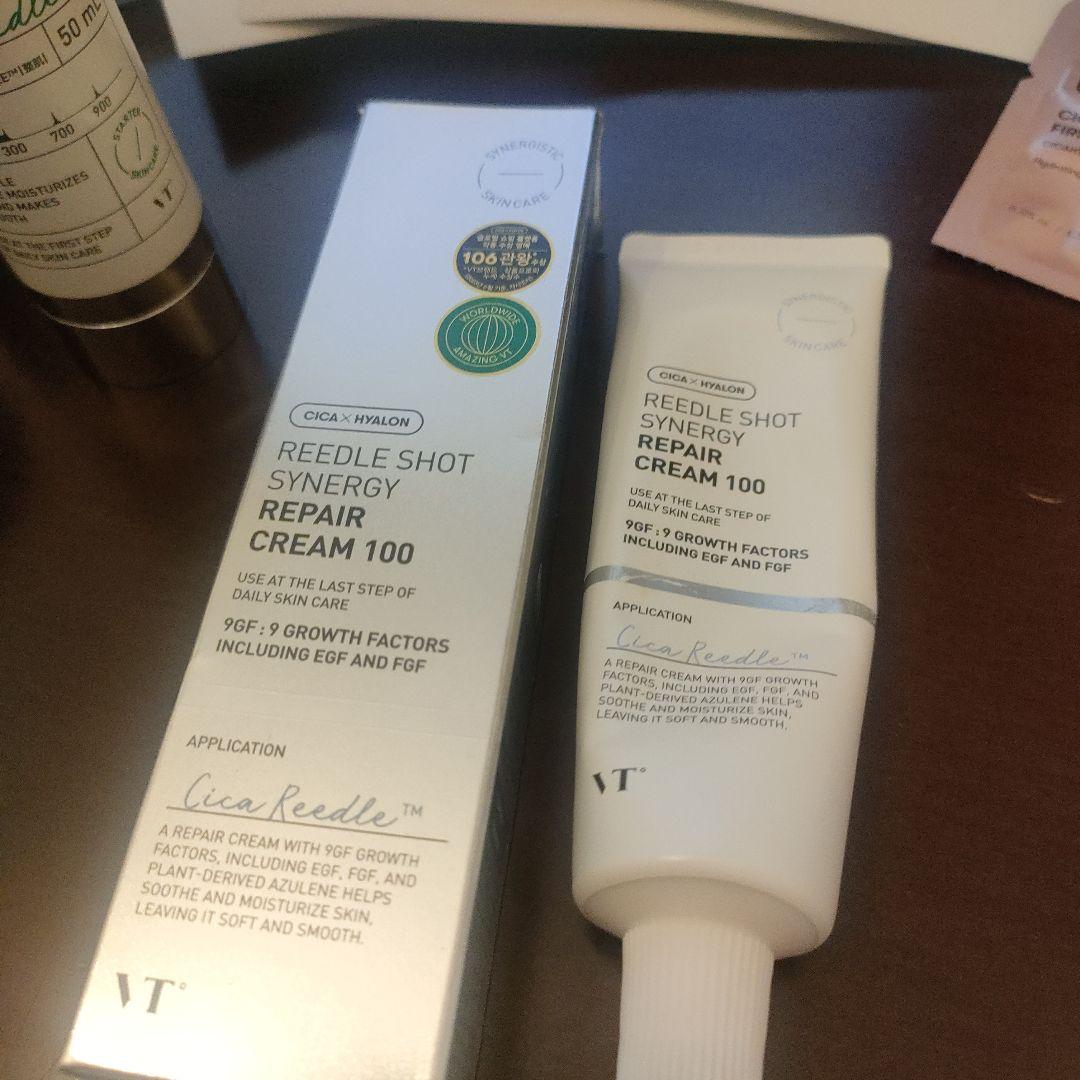 50 mL
300 700 900
STARTER
SKIN CARE
MOISTURIZES
AND MAKES
USE AT THE FIRST STEP
DAILY SKIN CARE
VT
SYNERGISTIC
SKINCARE
106 관왕
WORLDWIDE
AMAZING VT
CICA X HYALON
REEDLE SHOT
SYNERGY
REPAIR
CREAM 100
USE AT THE LAST STEP OF
DAILY SKIN CARE
9GF : 9 GROWTH FACTORS
INCLUDING EGF AND FGF
APPLICATION
Cica Reedle™
A REPAIR CREAM WITH 9GF GROWTH
FACTORS, INCLUDING EGF, FGF, AND
PLANT-DERIVED AZULENE HELPS
SOOTHE AND MOISTURIZE SKIN,
LEAVING IT SOFT AND SMOOTH.
VT
SYNERGISTIC
SKINCARE
CICA X HYALON
REEDLE SHOT
SYNERGY
REPAIR
CREAM 100
USE AT THE LAST STEP OF
DAILY SKIN CARE
9GF : 9 GROWTH FACTORS
INCLUDING EGF AND FGF
APPLICATION
Cica Reedle™
A REPAIR CREAM WITH 9GF GROWTH
FACTORS, INCLUDING EGF, FGF, AND
PLANT-DERIVED AZULENE HELPS
SOOTHE AND MOISTURIZE SKIN,
LEAVING IT SOFT AND SMOOTH.
VT